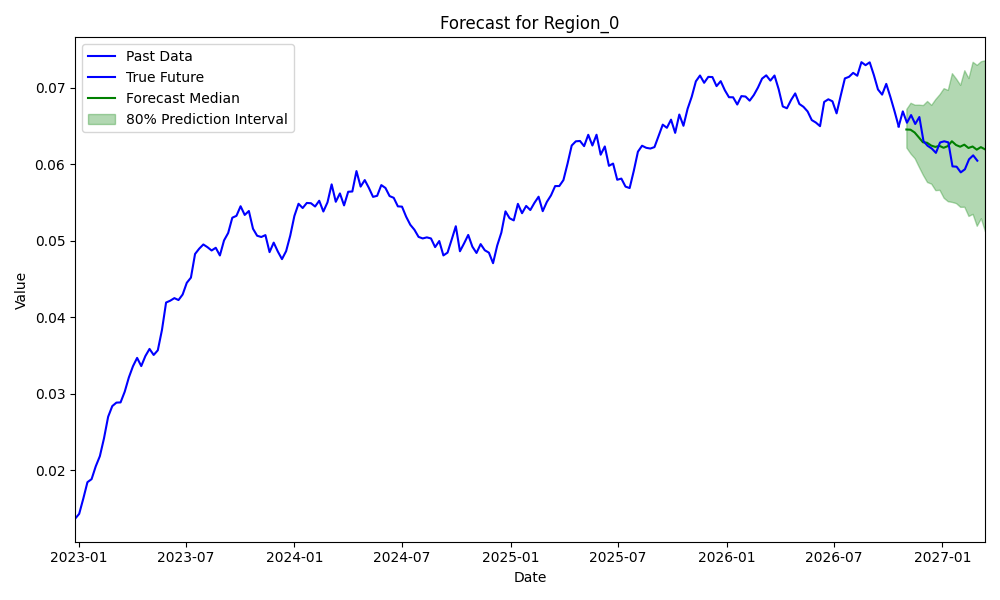 Forecast for Region_0
Past Data
True Future
Forecast Median
80% Prediction Interval
Value
0.07
0.06
0.05
0.04
0.03
0.02
2023-01
2023-07
2024-01
2024-07
2025-01
2025-07
2026-01
2026-07
2027-01
Date